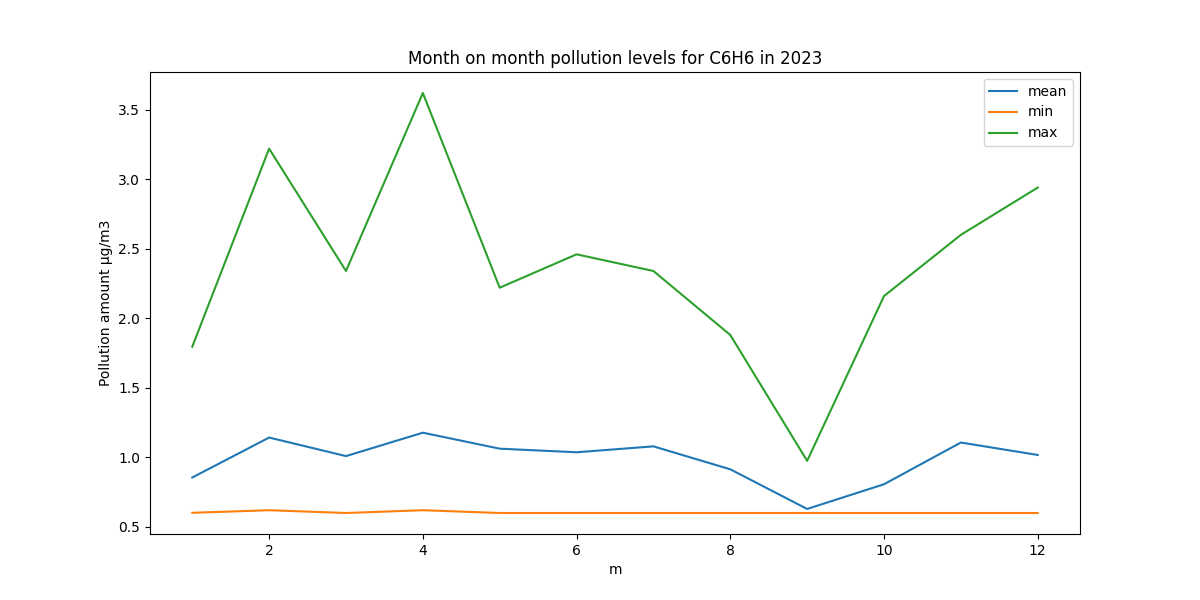 Month on month pollution levels for C6H6 in 2023
mean
min
max
3.5
3.0
2.5
2.0
1.5
1.0
0.5
Pollution amount µg/m3
2 4 6 8 10 12
m